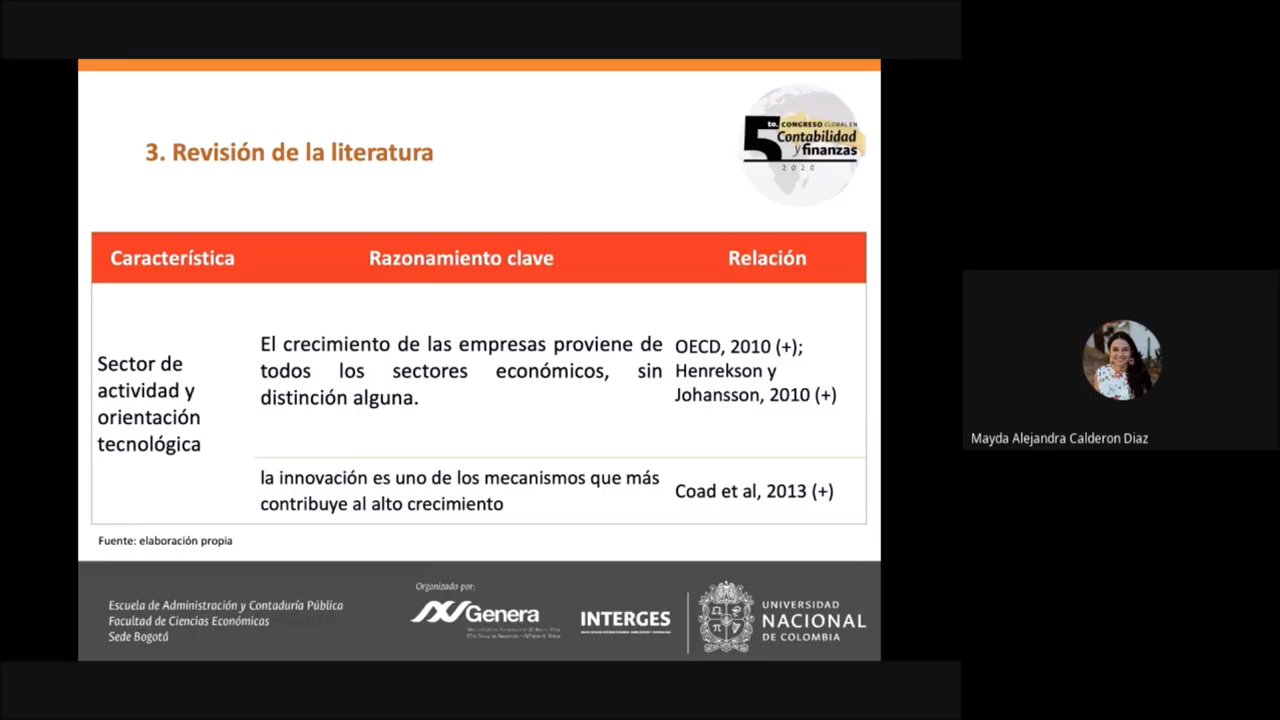 5to. CONGRESO GLOBAL EN
Contabilidad
y finanzas
2020
3. Revisión de la literatura
Característica
Razonamiento clave
Relación
Sector de
actividad y
orientación
tecnológica
El crecimiento de las empresas proviene de
todos los sectores económicos, sin
distinción alguna.
OECD, 2010 (+);
Henrekson y
Johansson, 2010 (+)
la innovación es uno de los mecanismos que más
contribuye al alto crecimiento
Coad et al, 2013 (+)
Fuente: elaboración propia
Escuela de Administración y Contaduría Pública
Facultad de Ciencias Económicas
Sede Bogotá
Organizado por:
Genera
INTERGES
UNIVERSIDAD
NACIONAL
DE COLOMBIA
Mayda Alejandra Calderon Diaz